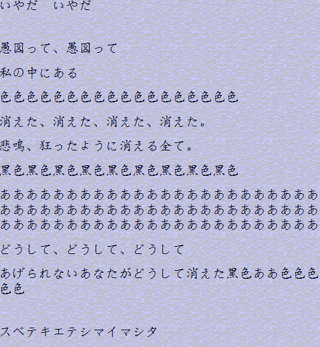 いやだ　いやだ
愚図って、愚図って
私の中にある
色色色色色色色色色色色色色色色色色色
消えた、消えた、消えた、消えた。
悲鳴、狂ったように消える全て。
黒色黒色黒色黒色黒色黒色黒色黒色黒色
ああああああああああああああああああああああああ
ああああああああああああああああああああああああ
ああああああああああああああああああああああああ
どうして、どうして、どうして
あげられないあなたがどうして消えた黒色ああ色色色
色色
スベテキエテシマイマシタ